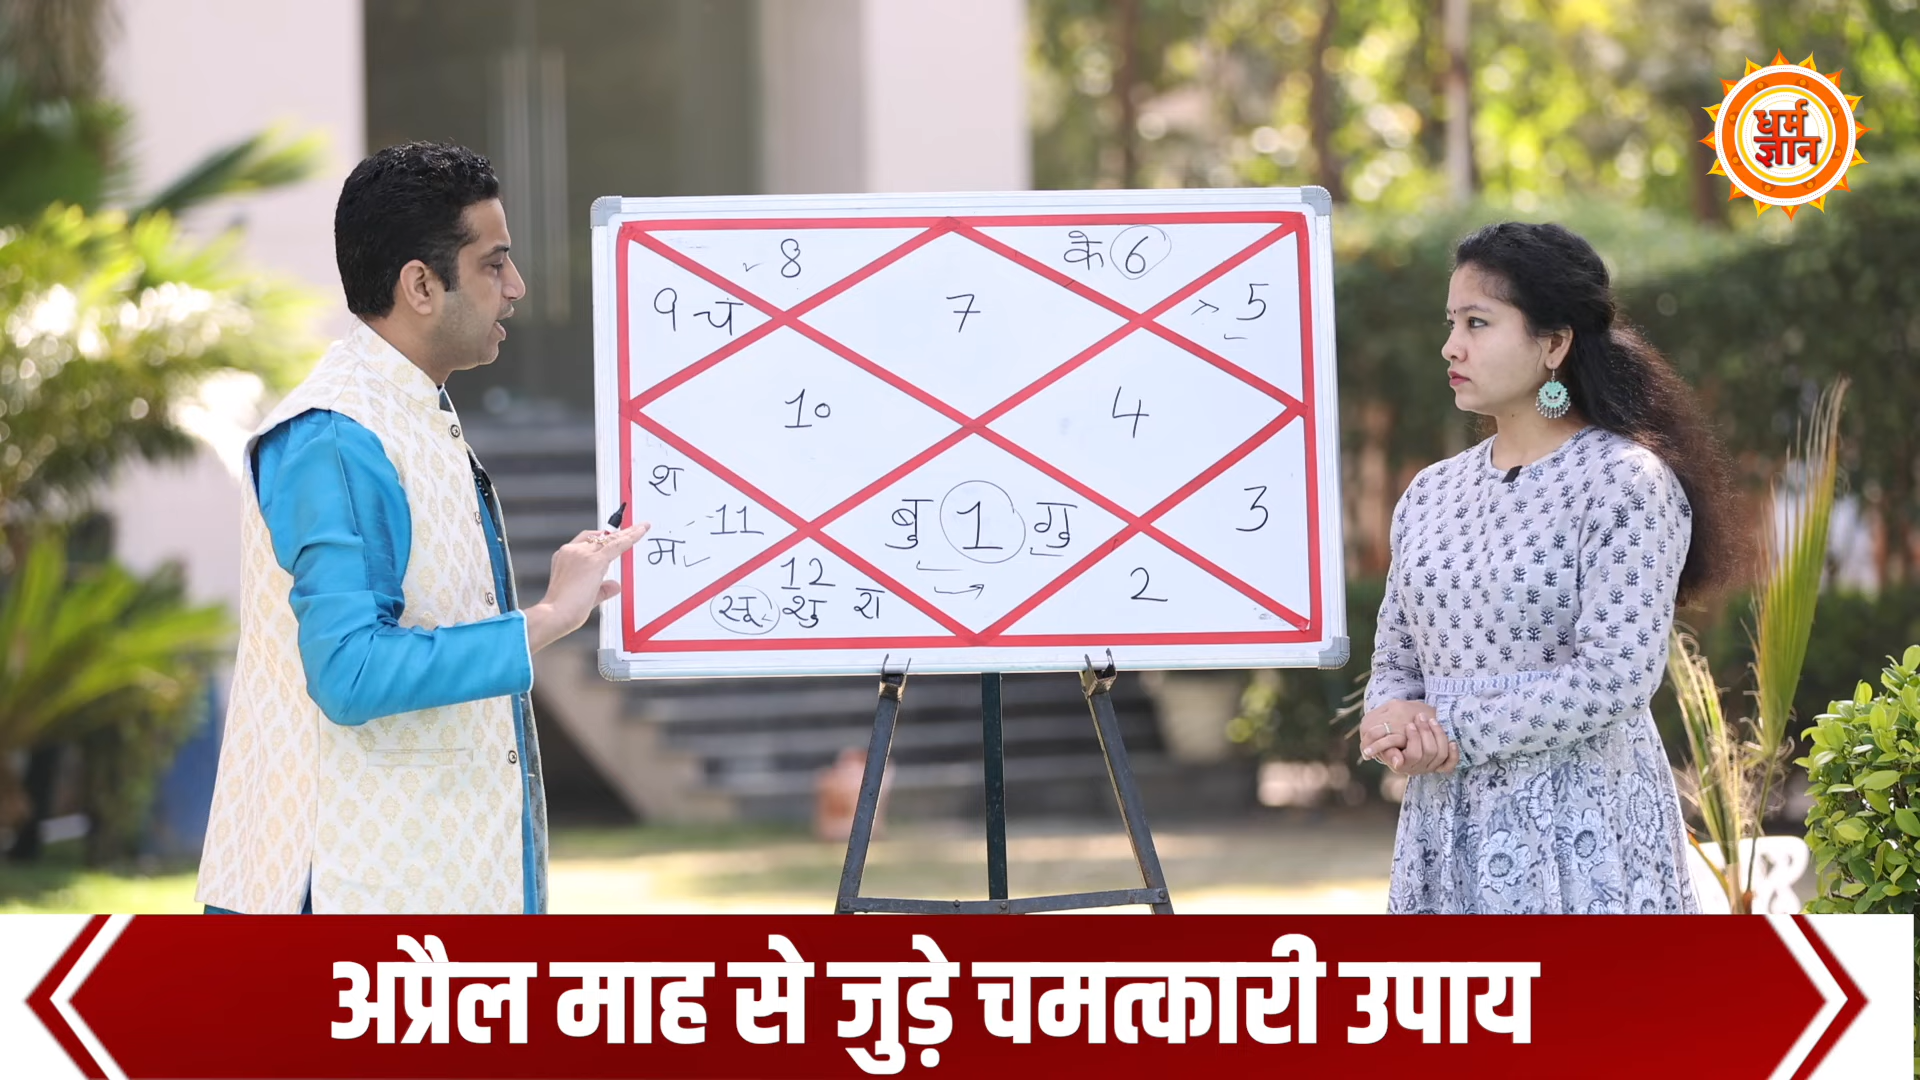 धर्म
ज्ञान
8
के 6
9 चं
7
5
10
4
श
11
मं
बु 1 गु
3
12
सू शु रा
2
अप्रैल माह से जुड़े चमत्कारी उपाय